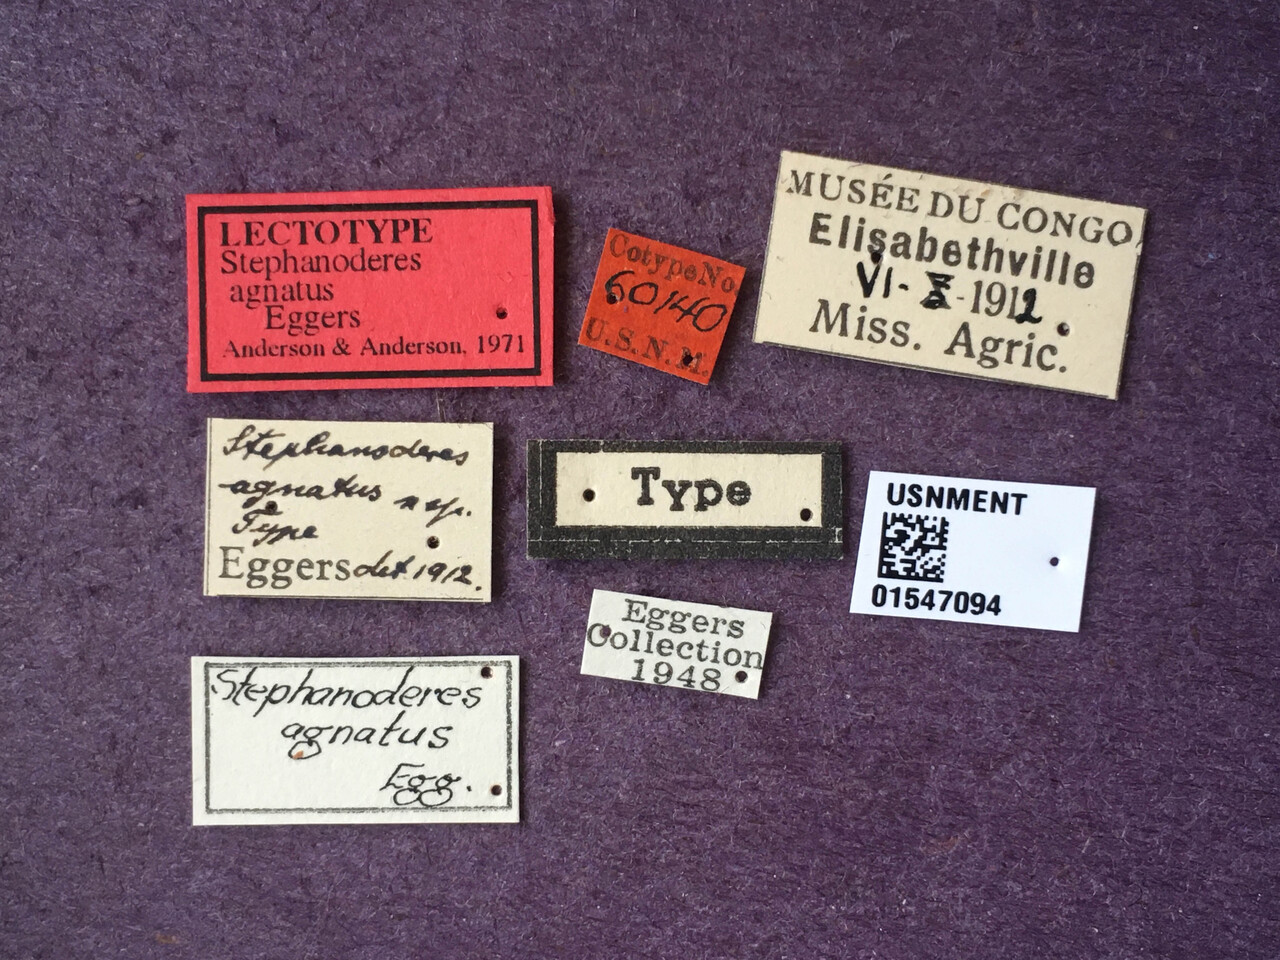 LECTOTYPE
Stephanoderes
agnatus
Eggers
Anderson & Anderson, 1971
Cotype No.
60140
U.S.N.M.
MUSÉE DU CONGO
Elisabethville
VI- X -1912
Miss. Agric.
Stephanoderes
agnatus n sp.
Type
Eggers det. 1912.
Type
USNMENT
01547094
Eggers
Collection
1948
Stephanoderes
agnatus
Egg.